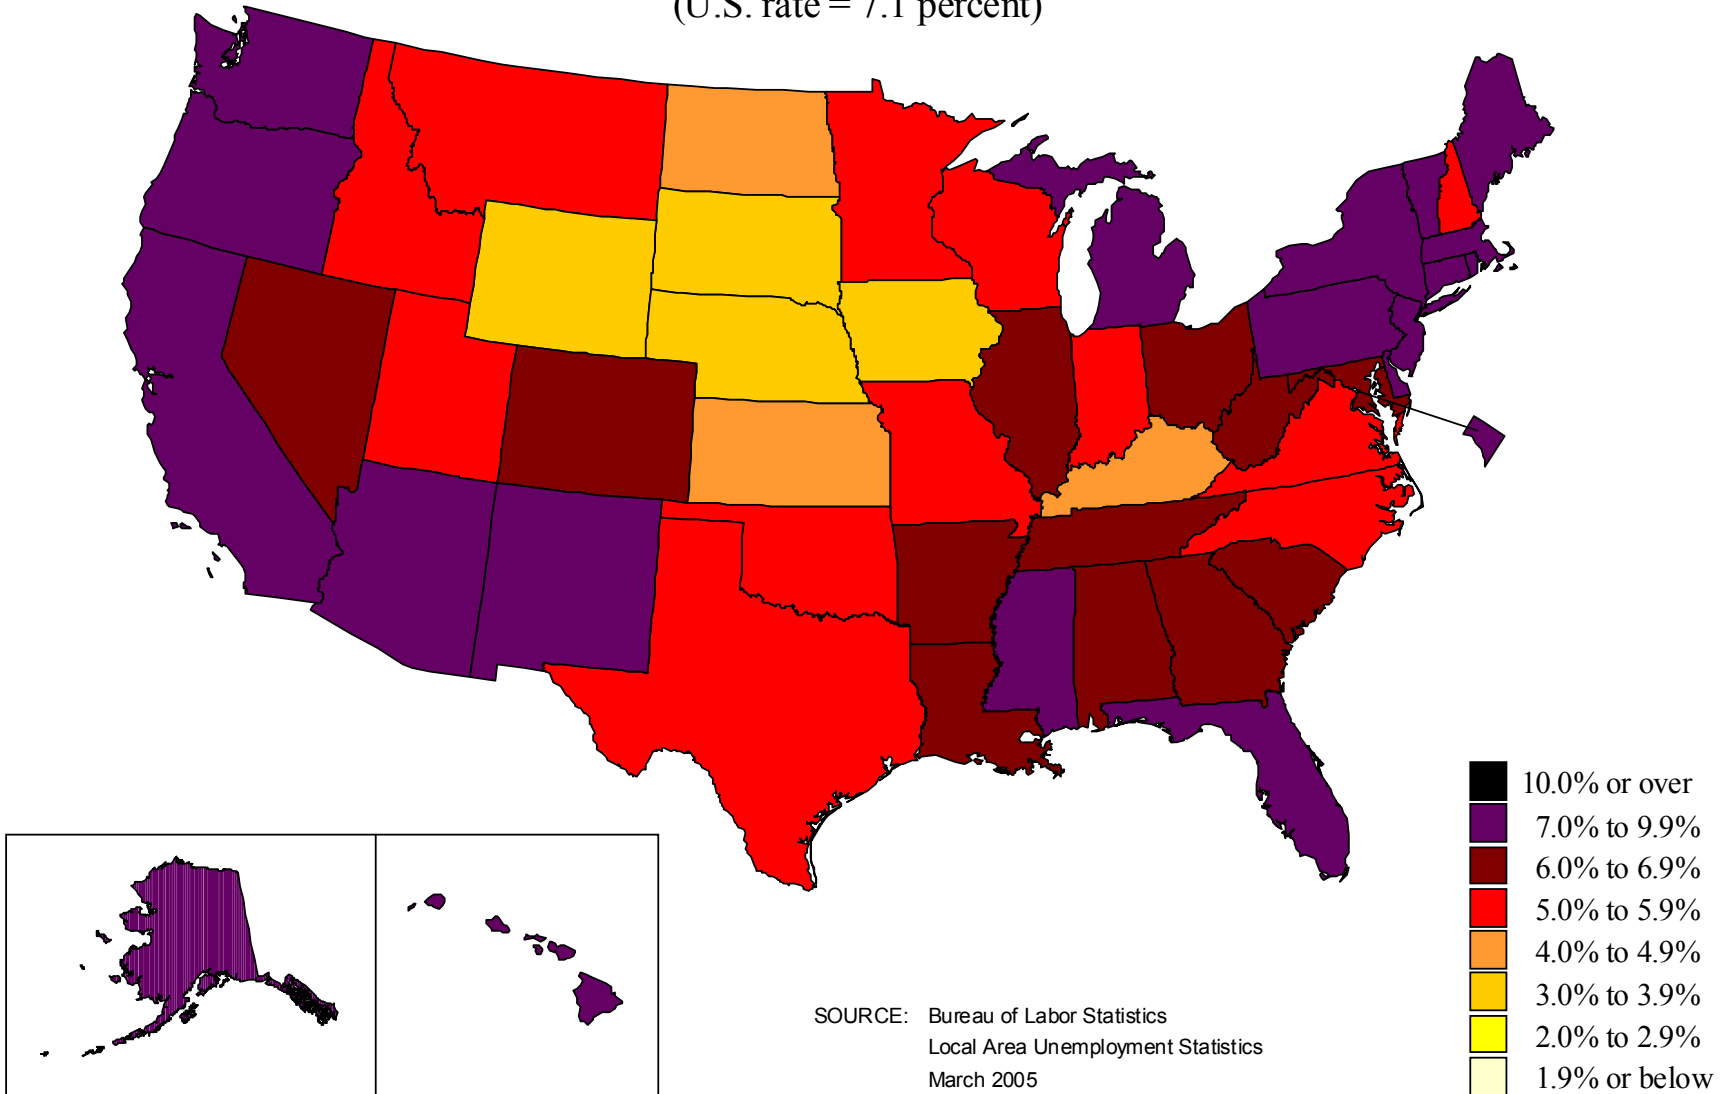 (U.S. rate = 7.1 percent)
10.0% or over
7.0% to 9.9%
6.0% to 6.9%
5.0% to 5.9%
4.0% to 4.9%
3.0% to 3.9%
2.0% to 2.9%
1.9% or below
SOURCE: Bureau of Labor Statistics
Local Area Unemployment Statistics
March 2005